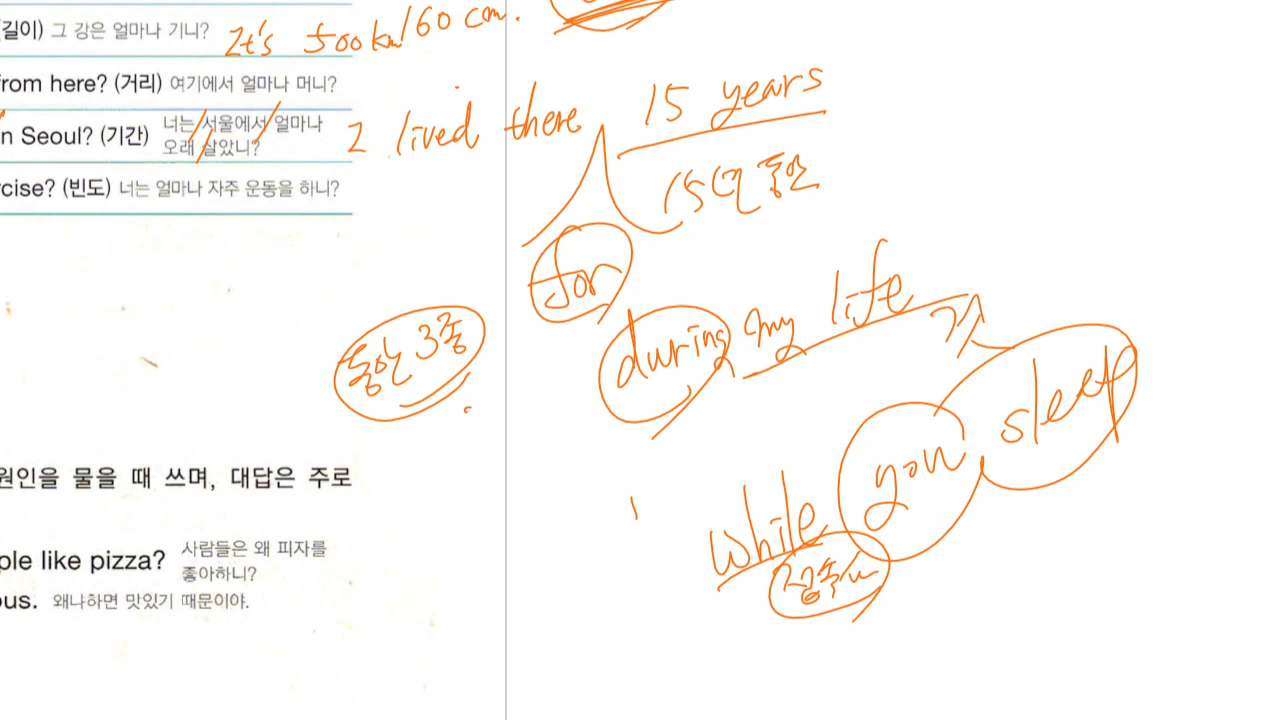 (길이) 그 강은 얼마나 기니? It's 500km/60cm.
from here? (거리) 여기에서 얼마나 머니?
n Seoul? (기간) 너는 서울에서 얼마나
오래 살았니?
I lived there 15 years
15년 동안
rcise? (빈도) 너는 얼마나 자주 운동을 하니?
for
during my life
동안 3종
you sleep
while
접속사
원인을 물을 때 쓰며, 대답은 주로
ple like pizza? 사람들은 왜 피자를
좋아하니?
ous. 왜냐하면 맛있기 때문이야.